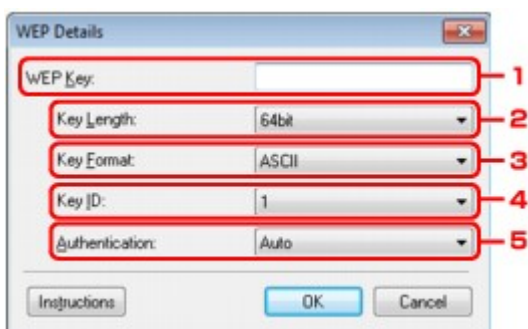 WEP Details
WEP Key: 1
Key Length: 64bit 2
Key Format: ASCII 3
Key ID: 1 4
Authentication: Auto 5
Instructions OK Cancel